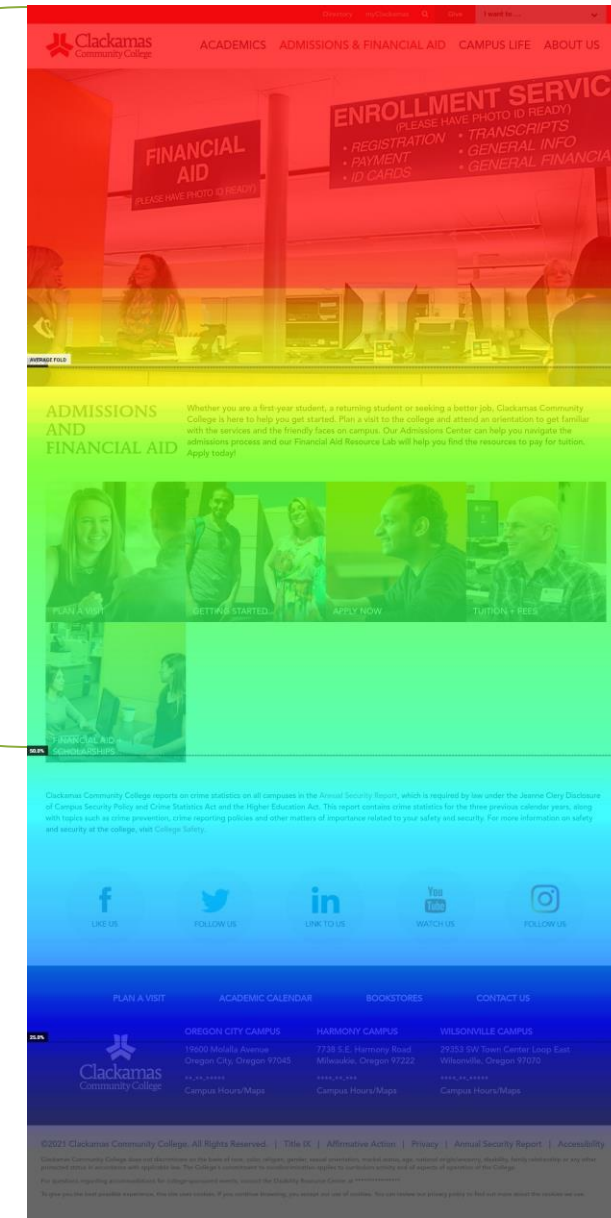 Directory myClackamas Give I want to.....
Clackamas
Community College
ACADEMICS ADMISSIONS & FINANCIAL AID CAMPUS LIFE ABOUT US
FINANCIAL
AID
(PLEASE HAVE PHOTO ID READY)
ENROLLMENT SERVIC
(PLEASE HAVE PHOTO ID READY)
• REGISTRATION • TRANSCRIPTS
• PAYMENT • GENERAL INFO
• ID CARDS • GENERAL FINANCIA
AVERAGE FOLD
ADMISSIONS
AND
FINANCIAL AID
Whether you are a first-year student, a returning student or seeking a better job, Clackamas Community
College is here to help you get started. Plan a visit to the college and attend an orientation to get familiar
with the services and the friendly faces on campus. Our Admissions Center can help you navigate the
admissions process and our Financial Aid Resource Lab will help you find the resources to pay for tuition.
Apply today!
PLAN A VISIT
GETTING STARTED
APPLY NOW
TUITION + FEES
FINANCIAL AID
SCHOLARSHIPS
50.0%
Clackamas Community College reports on crime statistics on all campuses in the Annual Security Report, which is required by law under the Jeanne Clery Disclosure
of Campus Security Policy and Crime Statistics Act and the Higher Education Act. This report contains crime statistics for the three previous calendar years, along
with topics such as crime prevention, crime reporting policies and other matters of importance related to your safety and security. For more information on safety
and security at the college, visit College Safety.
f
LIKE US
FOLLOW US
in
LINK TO US
You
Tube
WATCH US
FOLLOW US
PLAN A VISIT ACADEMIC CALENDAR BOOKSTORES CONTACT US
25.0%
Clackamas
Community College
OREGON CITY CAMPUS
19600 Molalla Avenue
Oregon City, Oregon 97045
Campus Hours/Maps
HARMONY CAMPUS
7738 S.E. Harmony Road
Milwaukie, Oregon 97222
Campus Hours/Maps
WILSONVILLE CAMPUS
29353 SW Town Center Loop East
Wilsonville, Oregon 97070
Campus Hours/Maps
©2021 Clackamas Community College. All Rights Reserved. | Title IX | Affirmative Action | Privacy | Annual Security Report | Accessibility